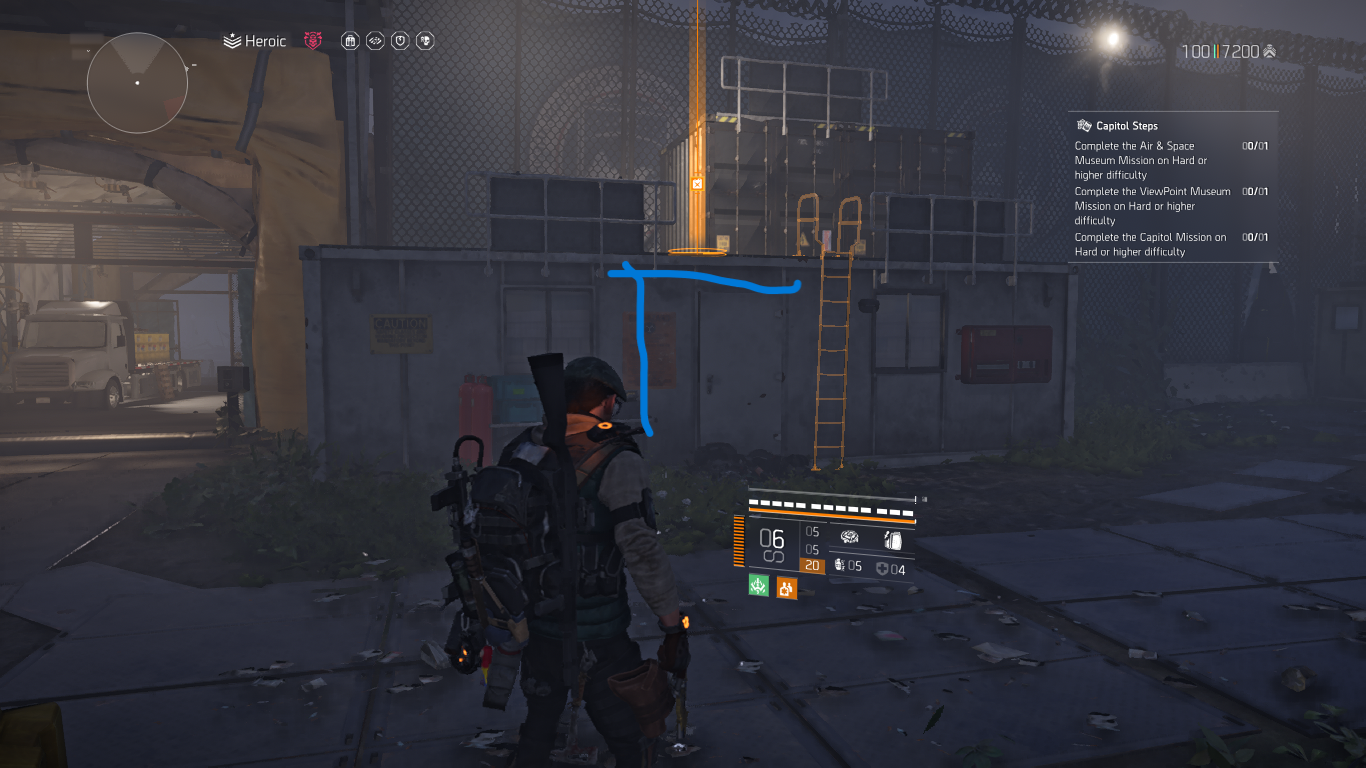 Heroic
100 7200
Capitol Steps
Complete the Air & Space 00/01
Museum Mission on Hard or
higher difficulty
Complete the ViewPoint Museum 00/01
Mission on Hard or higher
difficulty
Complete the Capitol Mission on 00/01
Hard or higher difficulty
CAUTION
06
05
05
20
05
04